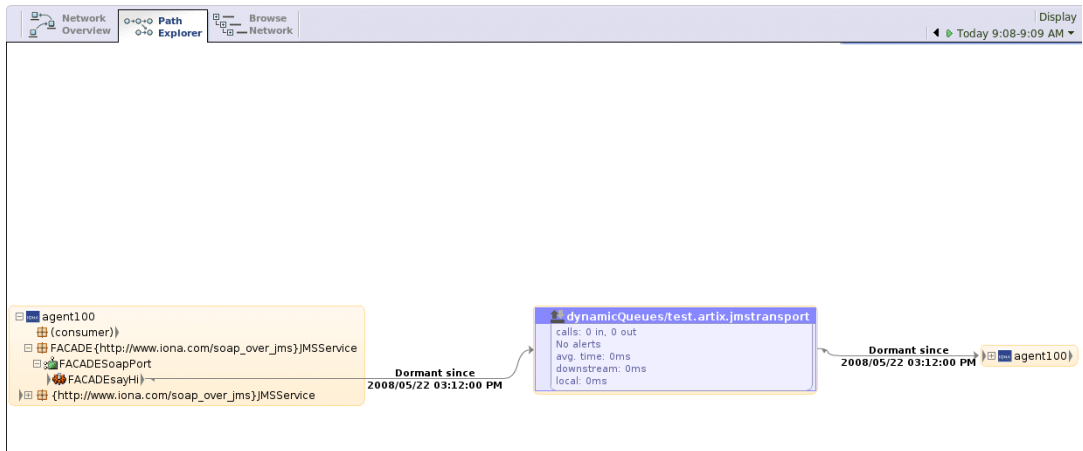 Network
Overview
Path
Explorer
Browse
Network
Display
Today 9:08-9:09 AM
agent100
(consumer)
FACADE{http://www.iona.com/soap_over_jms}JMSService
FACADESoapPort
FACADEsayHi
{http://www.iona.com/soap_over_jms}JMSService
Dormant since
2008/05/22 03:12:00 PM
dynamicQueues/test.artix.jmstransport
calls: 0 in, 0 out
No alerts
avg. time: 0ms
downstream: 0ms
local: 0ms
Dormant since
2008/05/22 03:12:00 PM
agent100